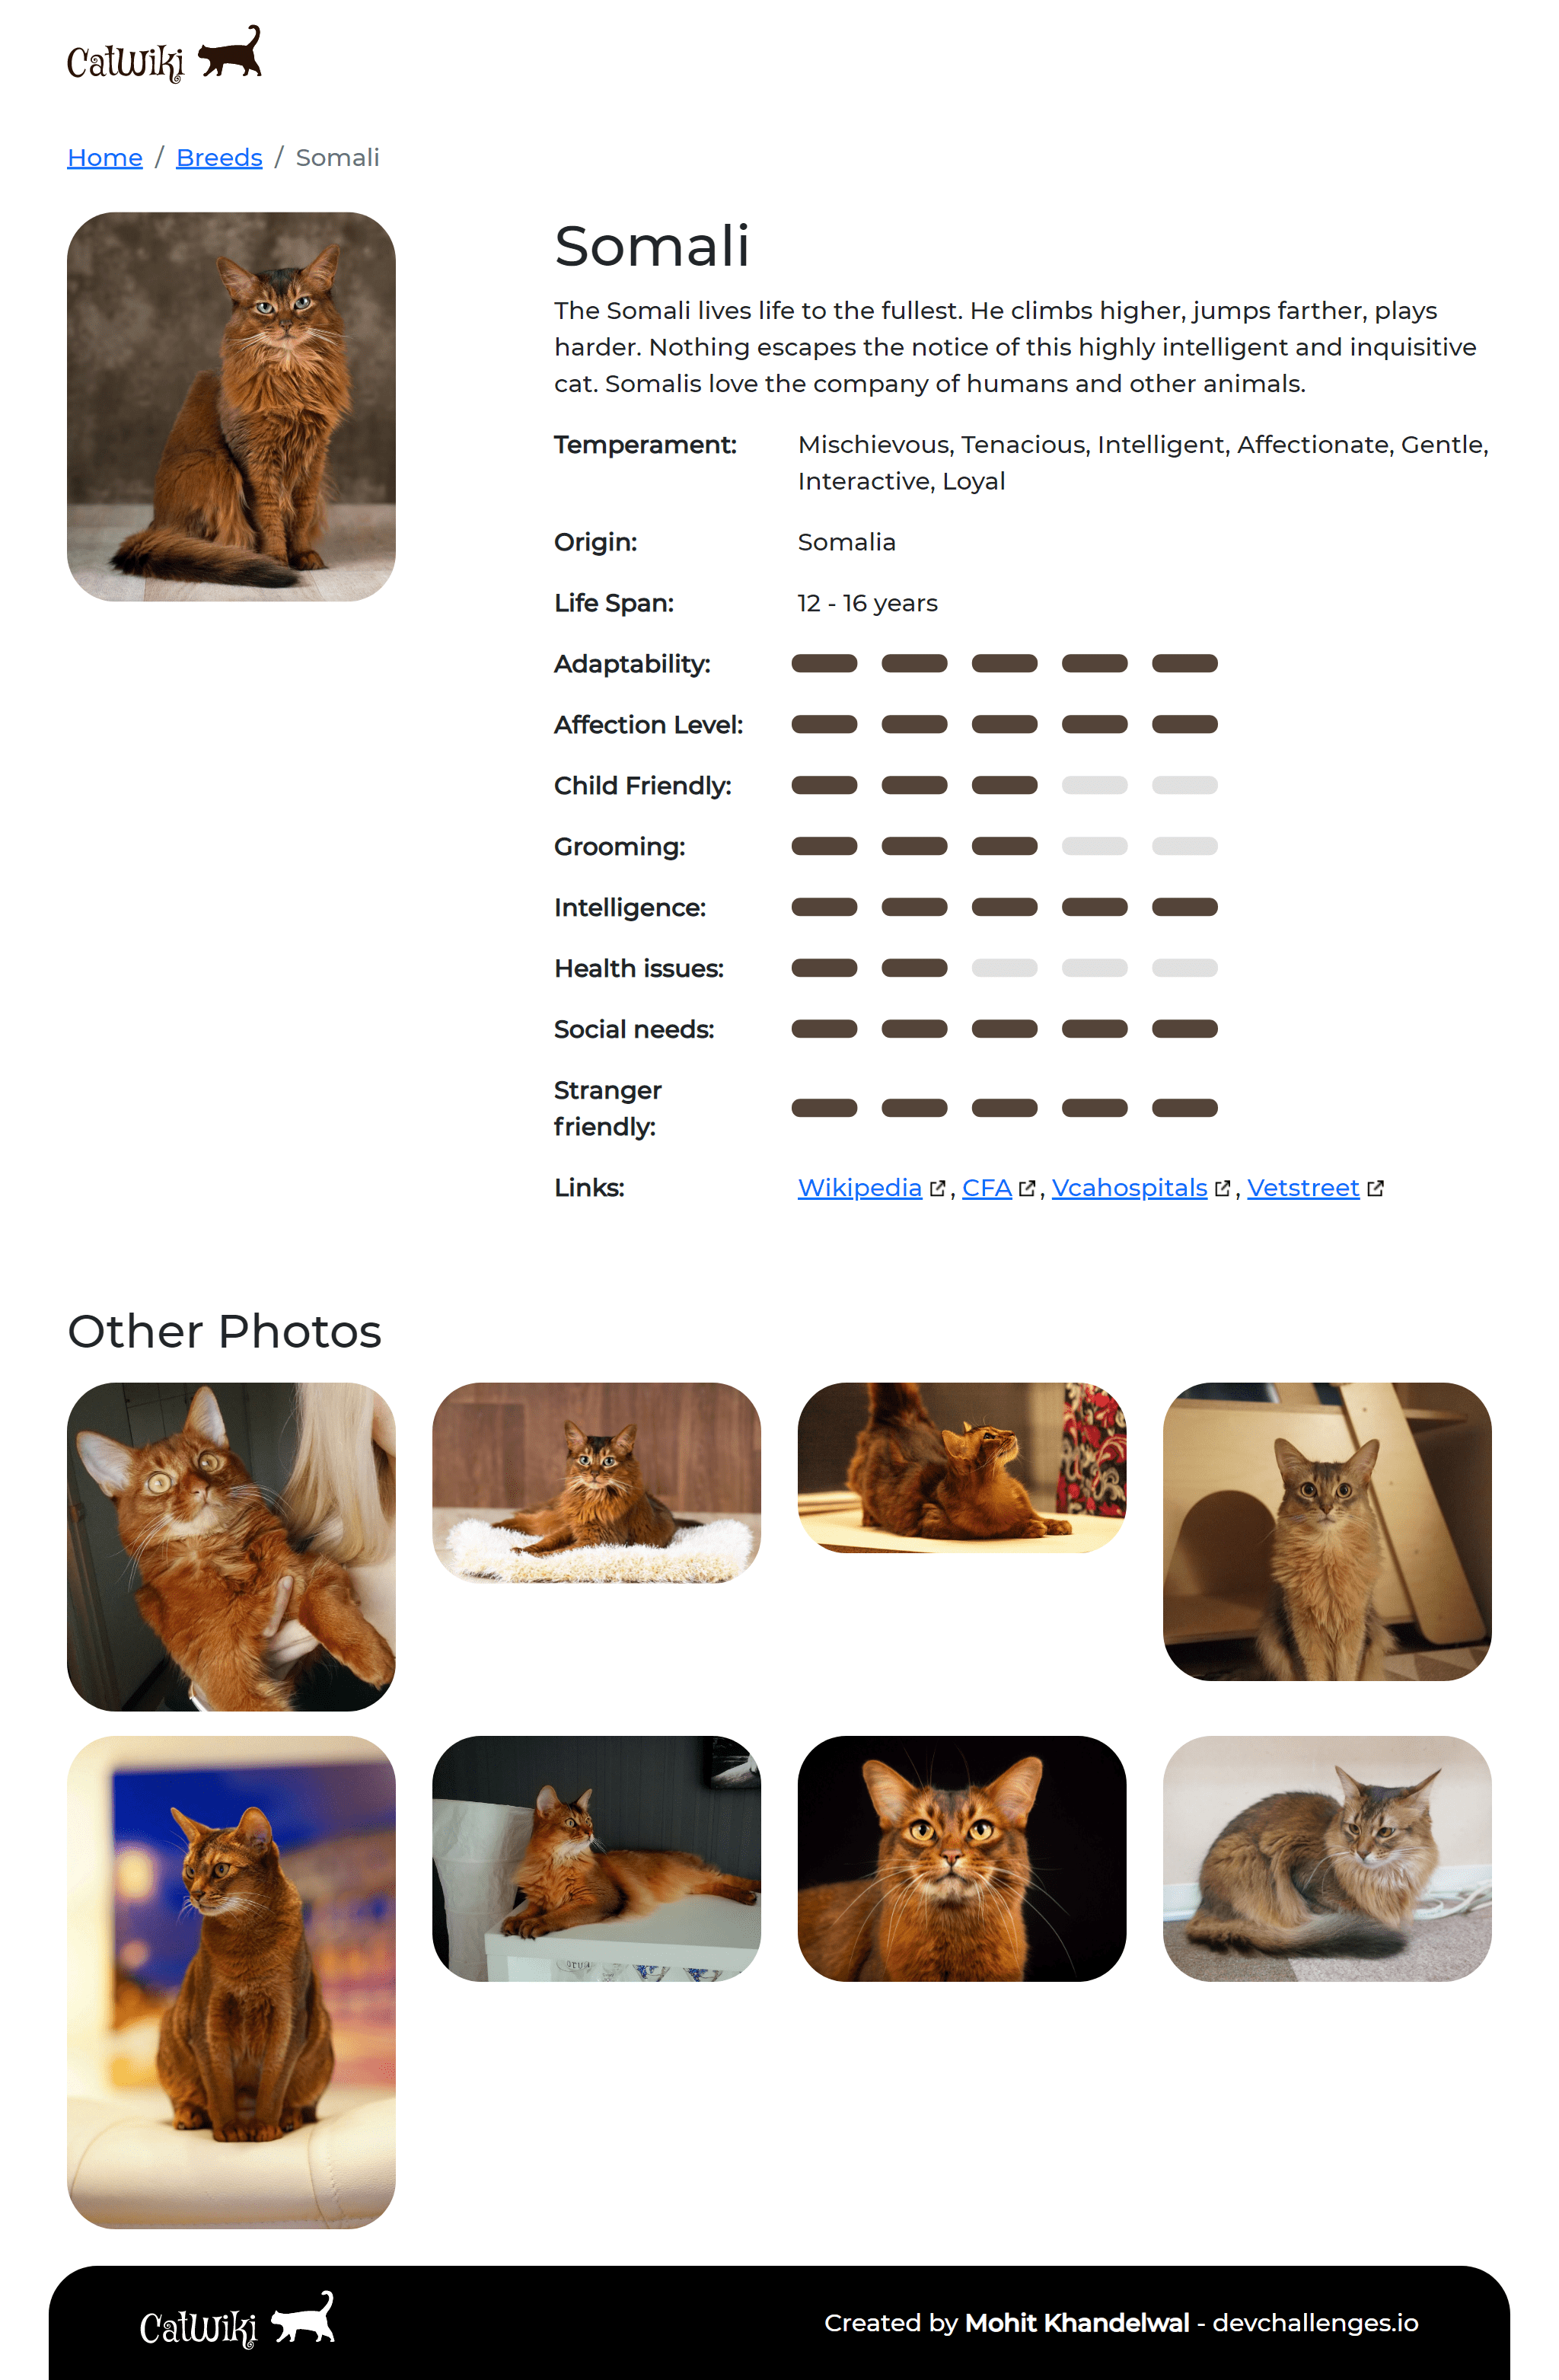 CatWiki
Home / Breeds / Somali
Somali
The Somali lives life to the fullest. He climbs higher, jumps farther, plays
harder. Nothing escapes the notice of this highly intelligent and inquisitive
cat. Somalis love the company of humans and other animals.
Temperament: Mischievous, Tenacious, Intelligent, Affectionate, Gentle,
Interactive, Loyal
Origin: Somalia
Life Span: 12 - 16 years
Adaptability:
Affection Level:
Child Friendly:
Grooming:
Intelligence:
Health issues:
Social needs:
Stranger
friendly:
Links: Wikipedia , CFA , Vcahospitals , Vetstreet
Other Photos
CatWiki
Created by Mohit Khandelwal - devchallenges.io